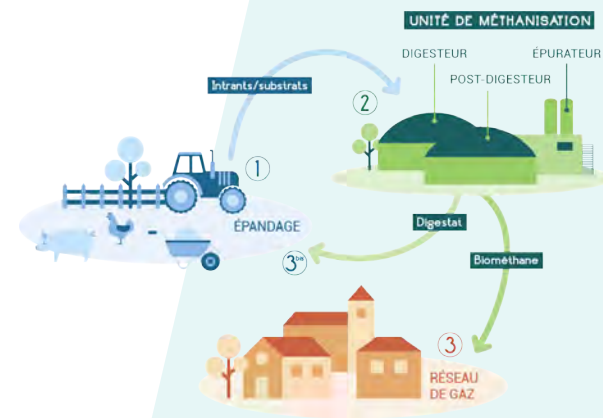 UNITÉ DE MÉTHANISATION
DIGESTEUR
ÉPURATEUR
POST-DIGESTEUR
Intrants/substrats
2
1
ÉPANDAGE
Digestat
3bis
Biométhane
3
RÉSEAU
DE GAZ